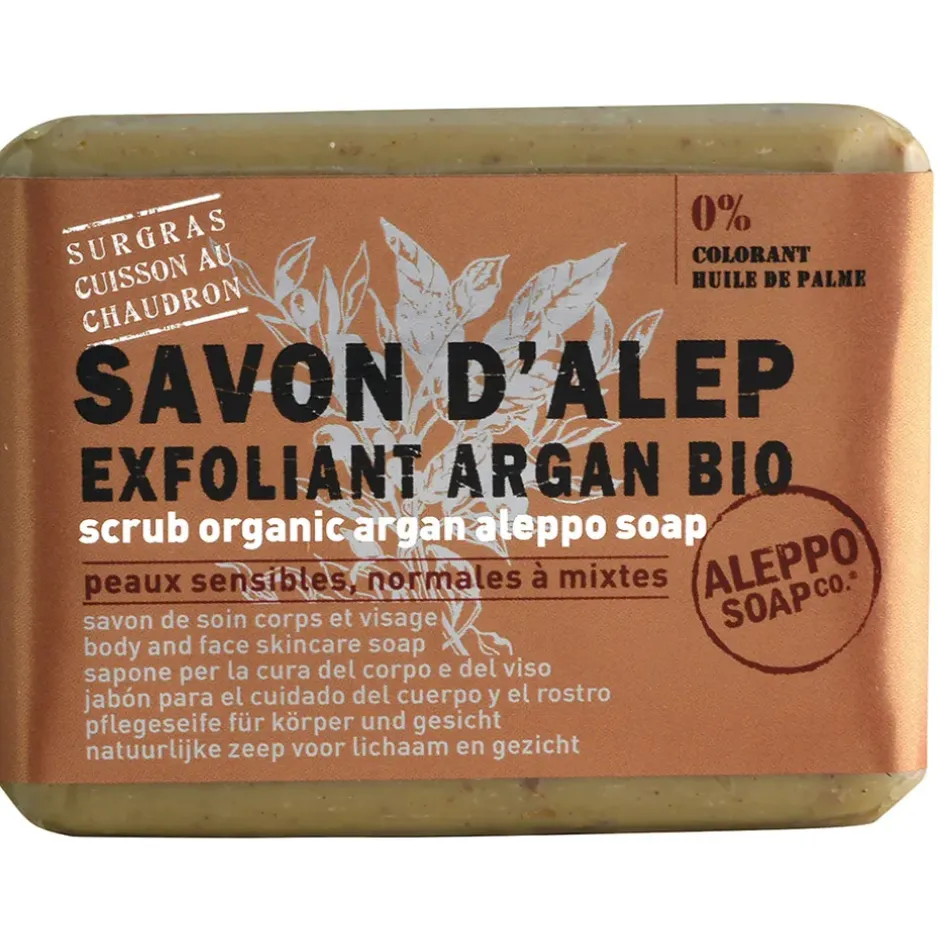 SURGRAS
CUISSON AU
CHAUDRON
0%
COLORANT
HUILE DE PALME
SAVON D'ALEP
EXFOLIANT ARGAN BIO
scrub organic argan aleppo soap
peaux sensibles, normales à mixtes
savon de soin corps et visage
body and face skincare soap
sapone per la cura del corpo e del viso
jabón para el cuidado del cuerpo y el rostro
pflegeseife für körper und gesicht
natuurlijke zeep voor lichaam en gezicht
ALEPPO
SOAP CO.®